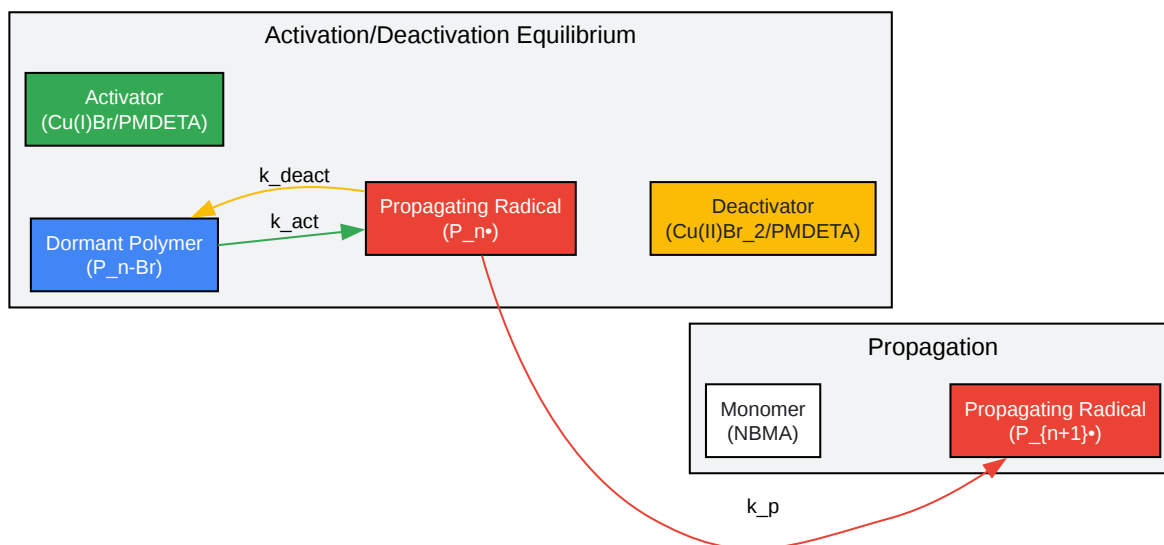 Activation/Deactivation Equilibrium
Activator
(Cu(I)Br/PMDETA)
k_deact
k_act
Dormant Polymer
(P_n-Br)
Propagating Radical
(P_n•)
Deactivator
(Cu(II)Br_2/PMDETA)
Propagation
Monomer
(NBMA)
Propagating Radical
(P_{n+1}•)
k_p